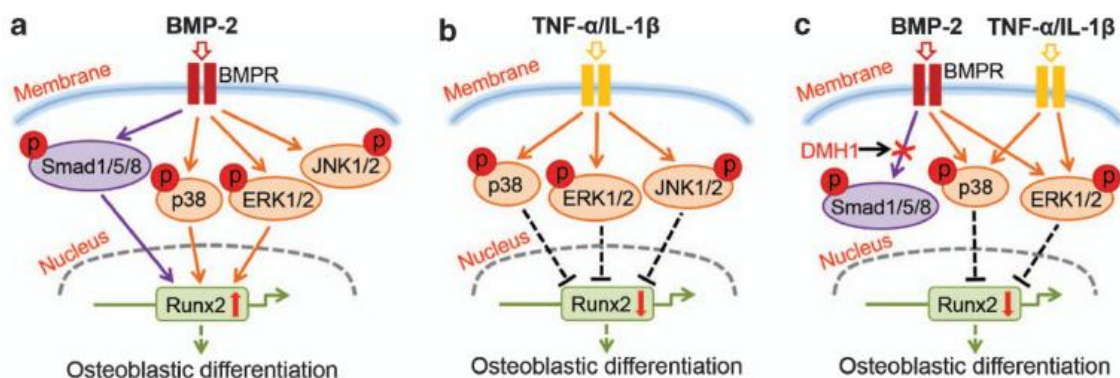 a
BMP-2
BMPR
Membrane
p
Smad1/5/8
p
p38
p
ERK1/2
p
JNK1/2
Nucleus
Runx2
Osteoblastic differentiation
b
TNF-α/IL-1β
Membrane
p
p38
p
ERK1/2
p
JNK1/2
Nucleus
Runx2
Osteoblastic differentiation
c
BMP-2
TNF-α/IL-1β
BMPR
Membrane
DMH1
p
Smad1/5/8
p
p38
p
ERK1/2
Nucleus
Runx2
Osteoblastic differentiation